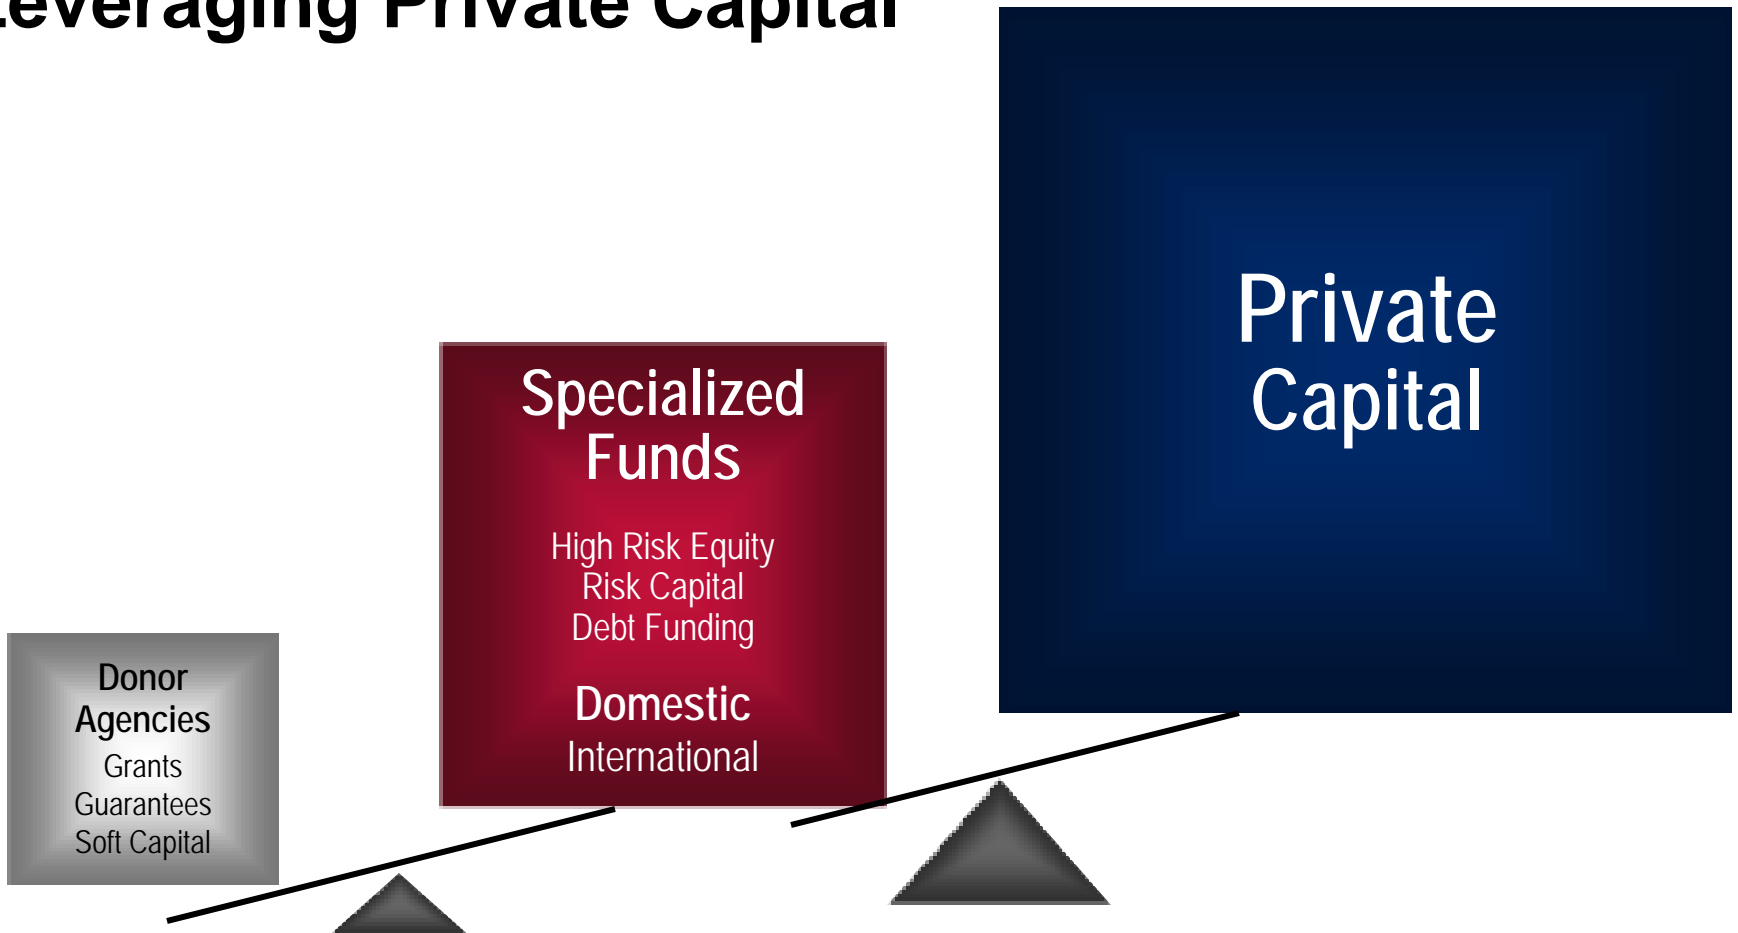 Leveraging Private Capital
Private
Capital
Specialized
Funds
High Risk Equity
Risk Capital
Debt Funding
Domestic
International
Donor
Agencies
Grants
Guarantees
Soft Capital